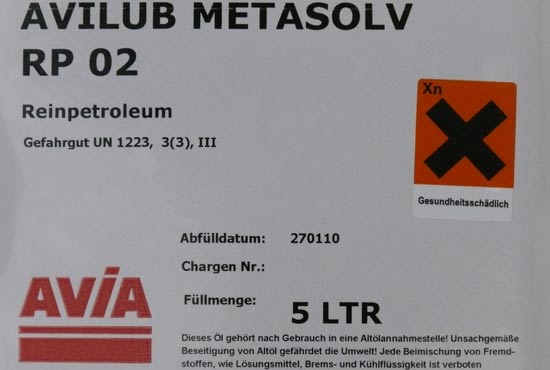 AVILUB METASOLV
RP 02
Xn
Reinpetroleum
Gefahrgut UN 1223, 3(3), III
Gesundheitsschädlich
Abfülldatum: 270110
Chargen Nr.:
Füllmenge: 5 LTR
AVIA
Dieses Öl gehört nach Gebrauch in eine Altölannahmestelle! Unsachgemäße
Beseitigung von Altöl gefährdet die Umwelt! Jede Beimischung von Fremd-
stoffen, wie Lösungsmittel, Brems- und Kühlflüssigkeit ist verboten